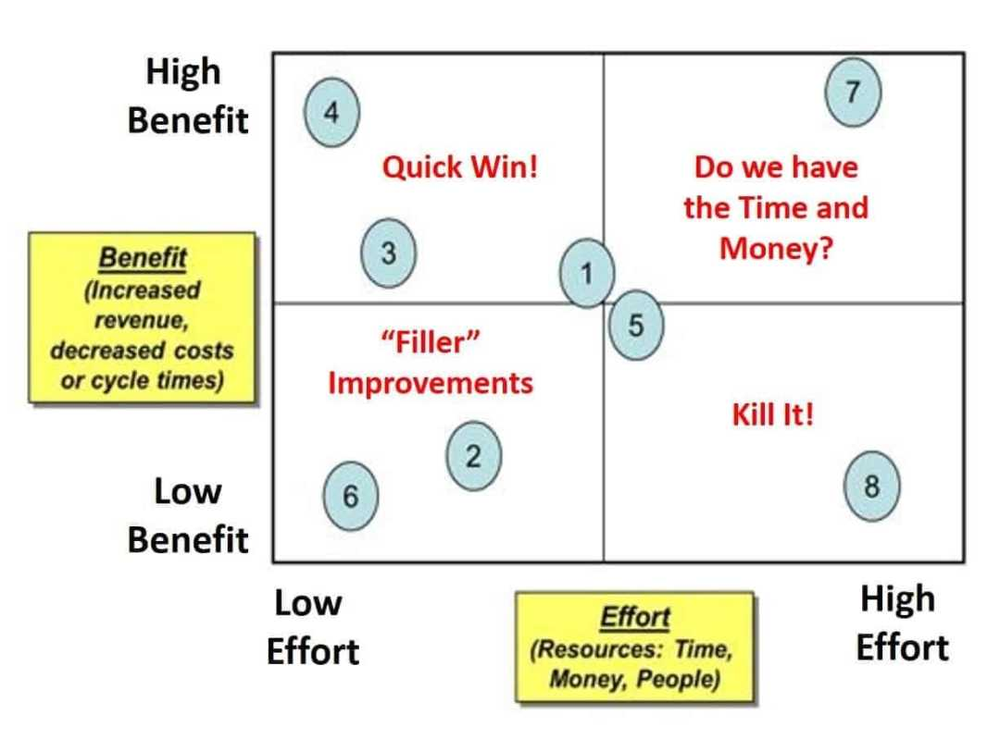 High
Benefit
4
7
Quick Win!
Do we have
the Time and
Money?
3
1
Benefit
(Increased
revenue,
decreased costs
or cycle times)
5
“Filler”
Improvements
Kill It!
2
6
8
Low
Benefit
Low
Effort
Effort
(Resources: Time,
Money, People)
High
Effort